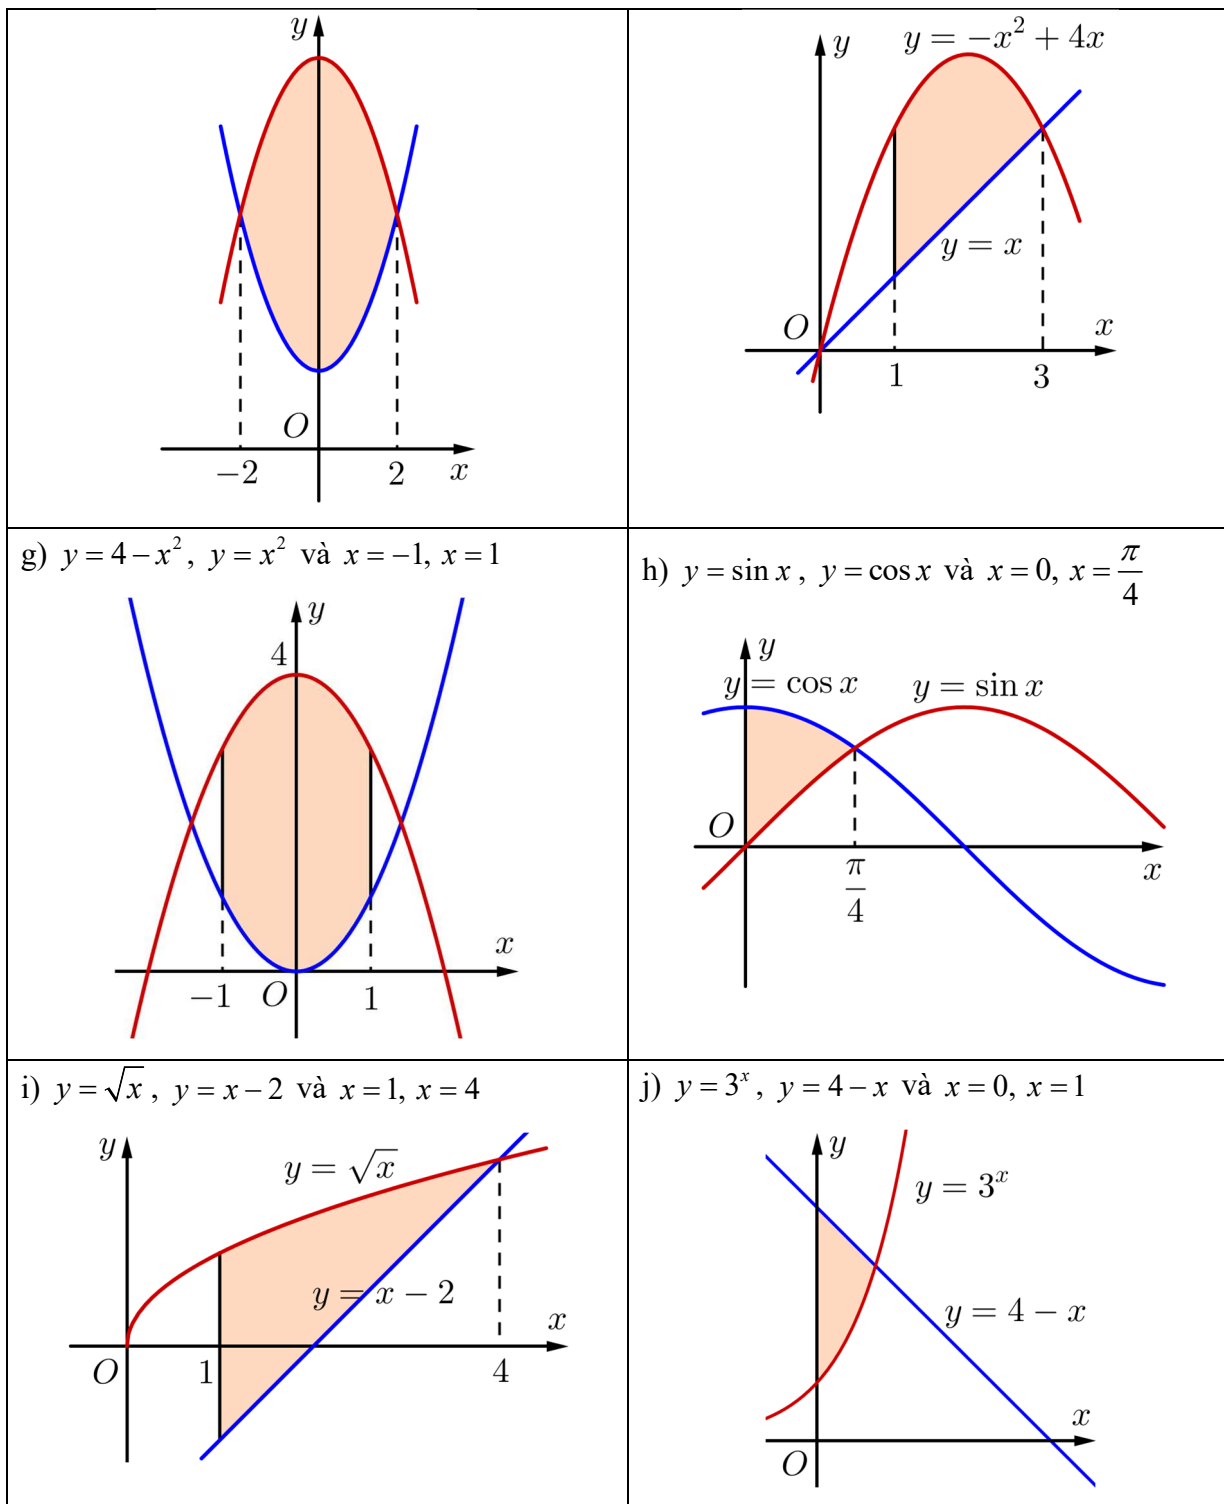 y
O
−2
2
x
y
y = −x² + 4x
y = x
O
x
1
3
g) y = 4 − x², y = x² và x = −1, x = 1
y
4
x
−1
O
1
h) y = sin x , y = cos x và x = 0, x = π/4
y
y = cos x
y = sin x
O
π/4
x
i) y = √x , y = x − 2 và x = 1, x = 4
y
y = √x
y = x − 2
x
O
1
4
j) y = 3ˣ, y = 4 − x và x = 0, x = 1
y
y = 3ˣ
y = 4 − x
x
O